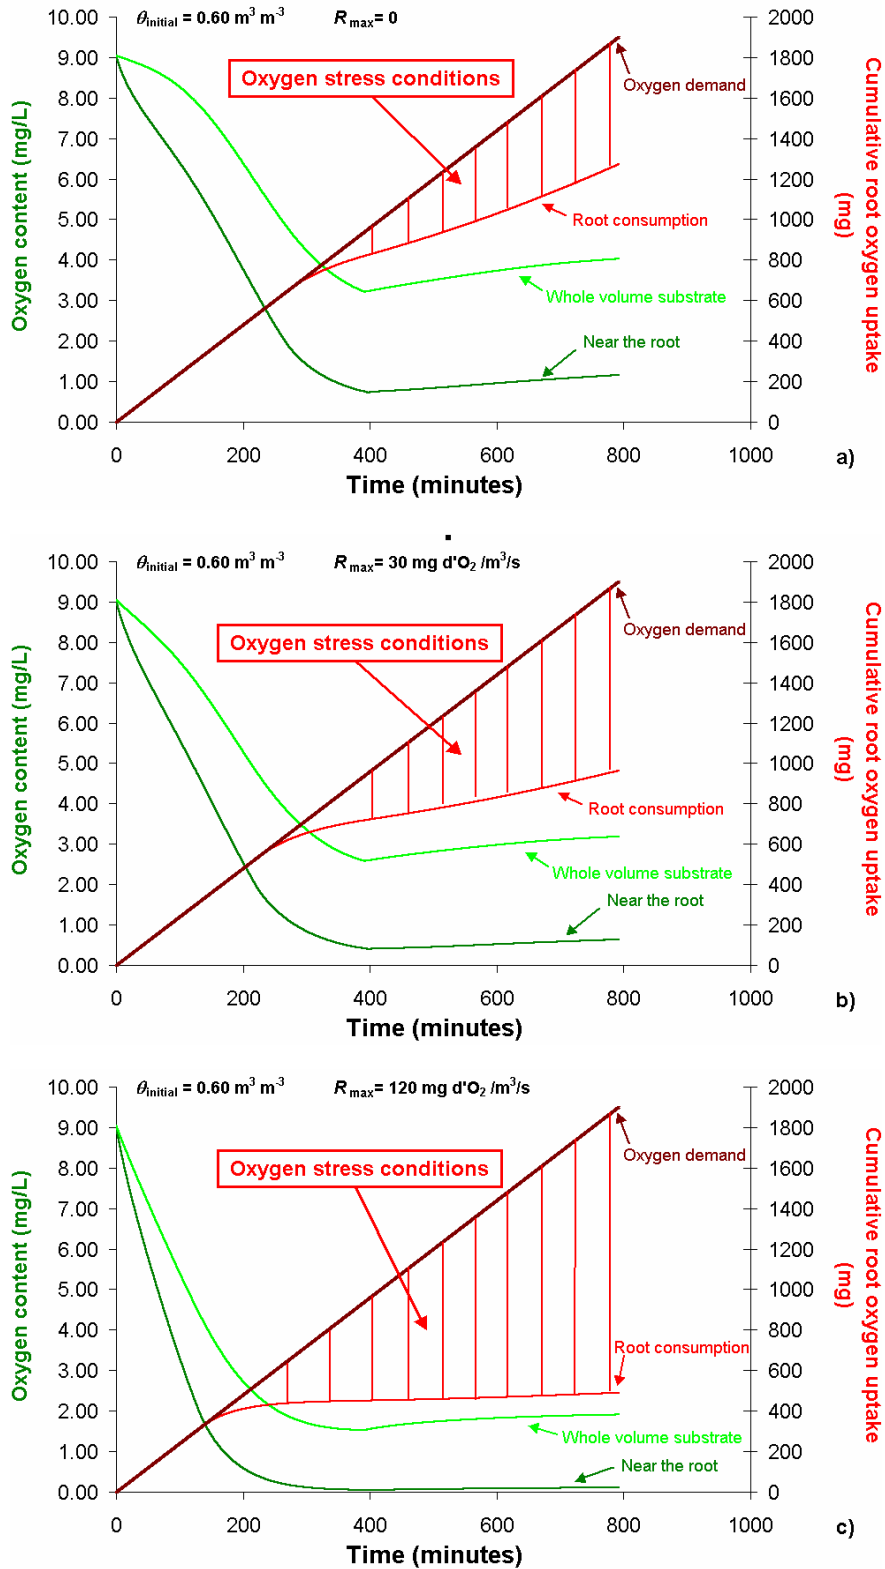 θinitial = 0.60 m³ m⁻³ Rmax= 0
10.00 2000
9.00 1800
Oxygen stress conditions
Oxygen demand
8.00 1600
7.00 1400
6.00 1200
Root consumption
5.00 1000
4.00 800
Whole volume substrate
3.00 600
Near the root
2.00 400
1.00 200
0.00 0
0 200 400 600 800 1000
Oxygen content (mg/L)
Cumulative root oxygen uptake
(mg)
Time (minutes)
a)
θinitial = 0.60 m³ m⁻³ Rmax= 30 mg d'O₂ /m³/s
10.00 2000
9.00 1800
Oxygen demand
Oxygen stress conditions
8.00 1600
7.00 1400
6.00 1200
5.00 1000
4.00 800
Root consumption
3.00 600
Whole volume substrate
2.00 400
Near the root
1.00 200
0.00 0
0 200 400 600 800 1000
Oxygen content (mg/L)
Cumulative root oxygen uptake
(mg)
Time (minutes)
b)
θinitial = 0.60 m³ m⁻³ Rmax= 120 mg d'O₂ /m³/s
10.00 2000
9.00 1800
Oxygen demand
Oxygen stress conditions
8.00 1600
7.00 1400
6.00 1200
5.00 1000
4.00 800
Root consumption
3.00 600
2.00 400
Whole volume substrate
Near the root
1.00 200
0.00 0
0 200 400 600 800 1000
Oxygen content (mg/L)
Cumulative root oxygen uptake
(mg)
Time (minutes)
c)